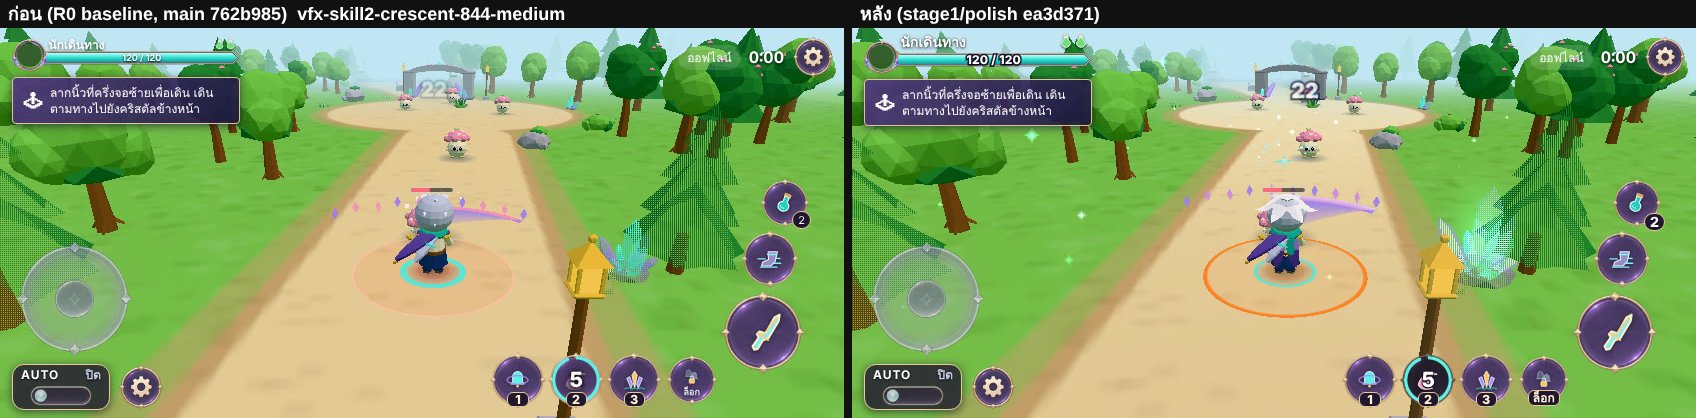 ก่อน (R0 baseline, main 762b985) vfx-skill2-crescent-844-medium
นักเดินทาง
120 / 120
ออฟไลน์ 0:00
ลากนิ้วที่ครึ่งจอซ้ายเพื่อเดิน เดิน
ตามทางไปยังคริสตัลข้างหน้า
22
2
AUTO ปิด
5
1
2
3
ล็อก
หลัง (stage1/polish ea3d371)
นักเดินทาง
120 / 120
ออฟไลน์ 0:00
ลากนิ้วที่ครึ่งจอซ้ายเพื่อเดิน เดิน
ตามทางไปยังคริสตัลข้างหน้า
22
2
AUTO ปิด
5
1
2
3
ล็อก